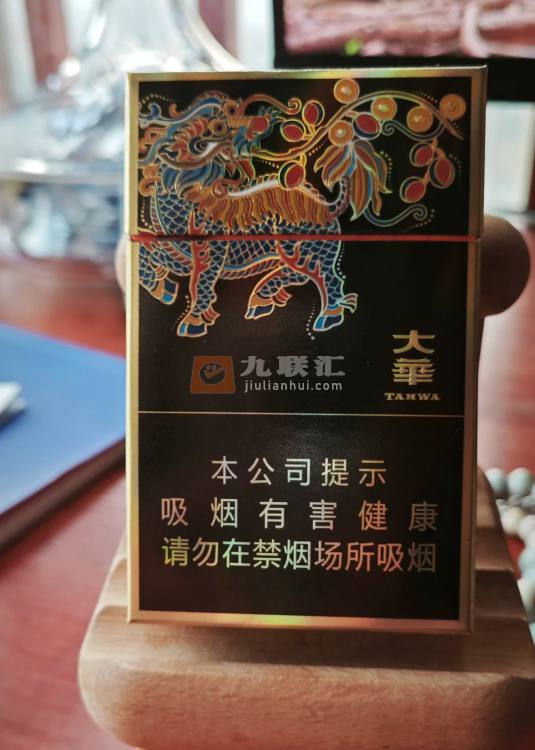 九联汇
jiulianhui.com
大
華
TAHWA
本公司提示
吸烟有害健康
请勿在禁烟场所吸烟